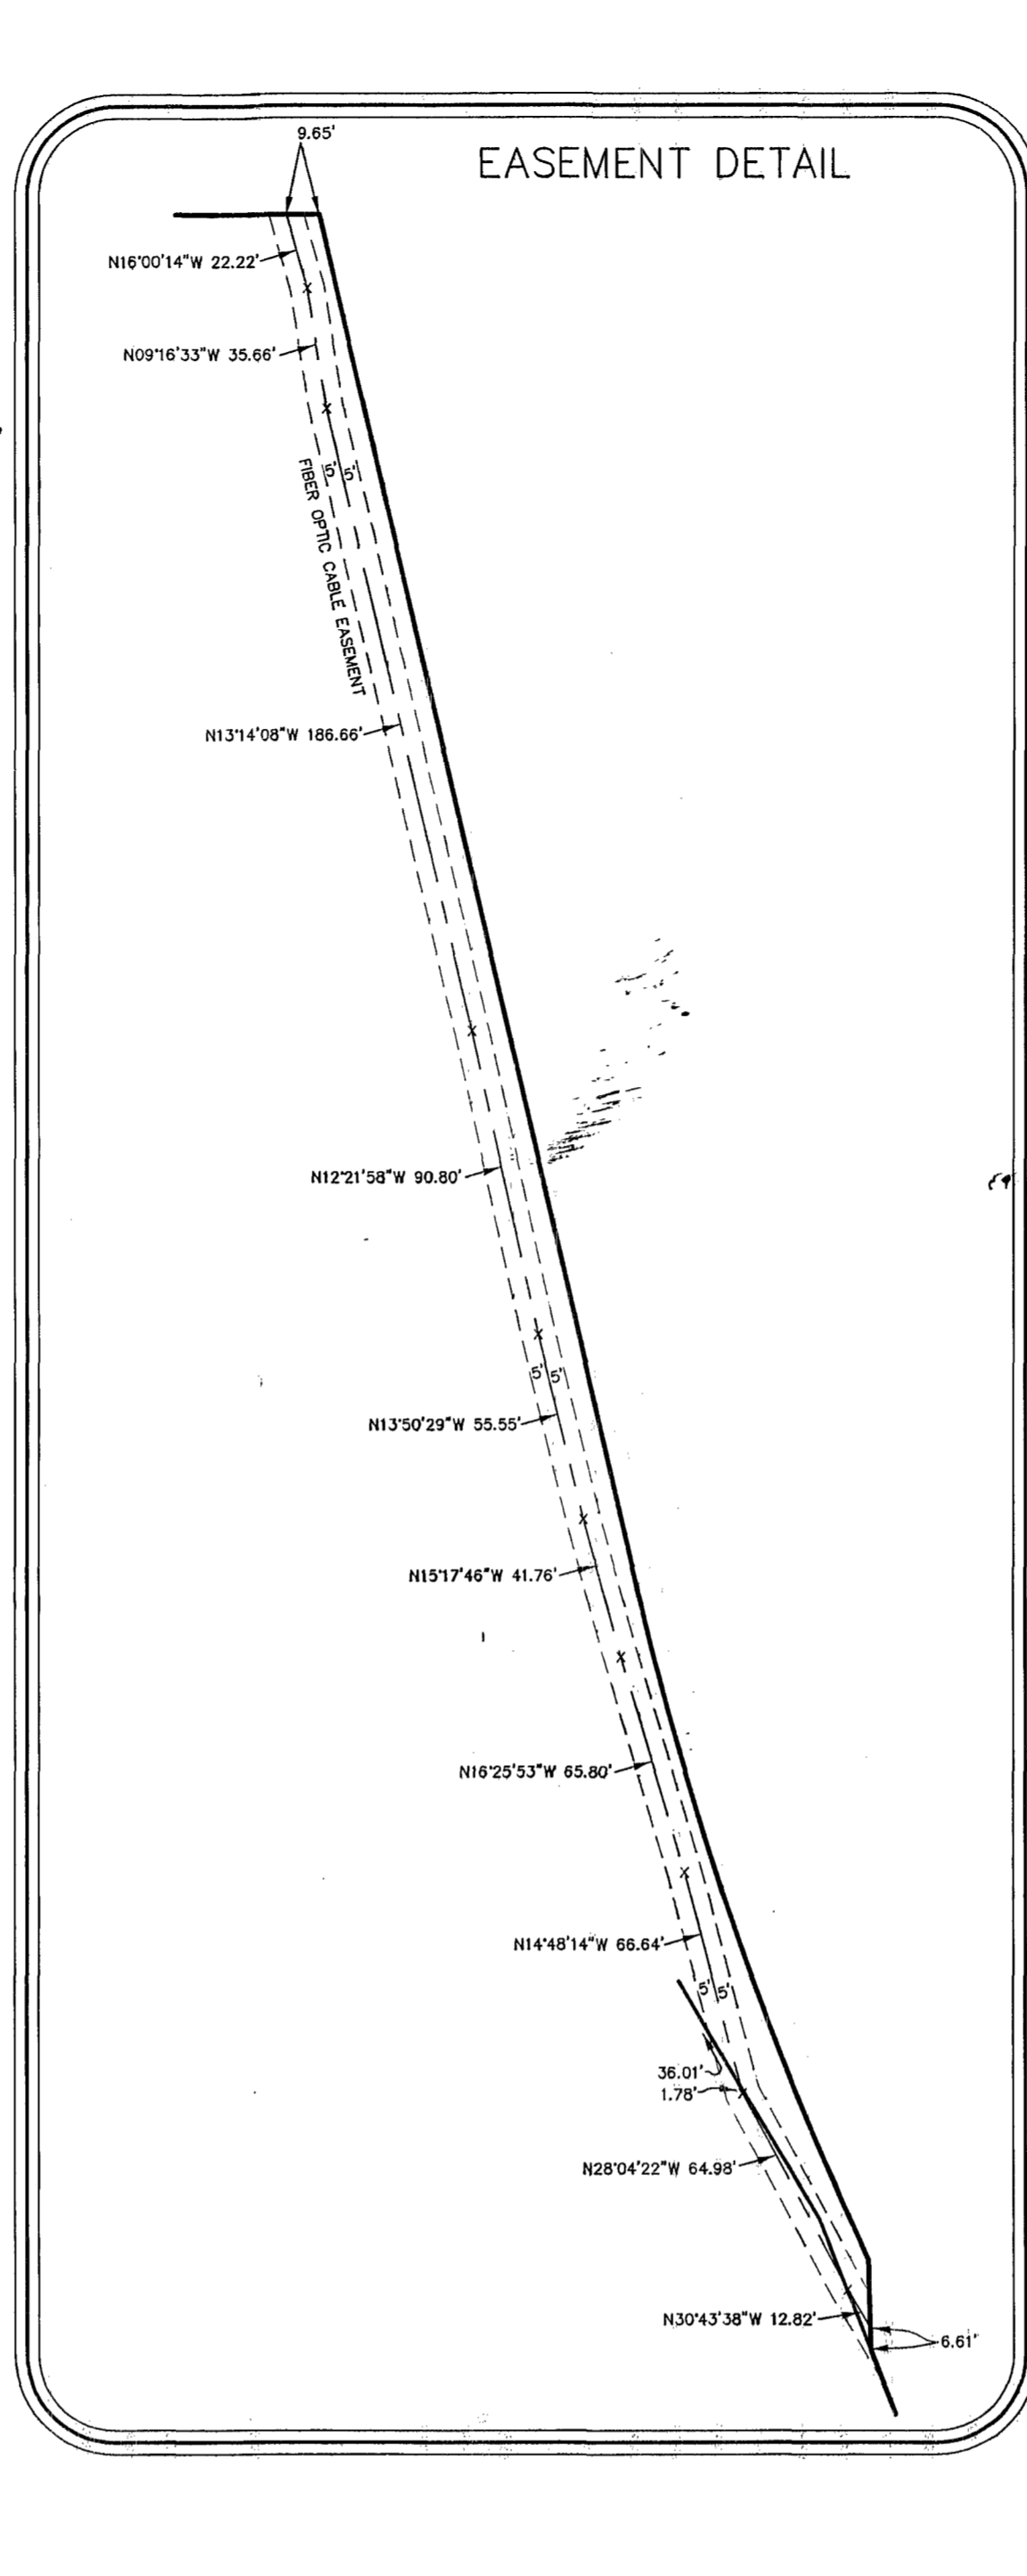 9.65'
EASEMENT DETAIL
N16°00'14"W 22.22'
N09°16'33"W 35.66'
5' 5'
FIBER OPTIC CABLE EASEMENT
N13°14'08"W 186.66'
N12°21'58"W 90.80'
5' 5'
N13°50'29"W 55.55'
N15°17'46"W 41.76'
N16°25'53"W 65.80'
N14°48'14"W 66.64'
5' 5'
36.01'
1.78'
N28°04'22"W 64.98'
N30°43'38"W 12.82'
6.61'